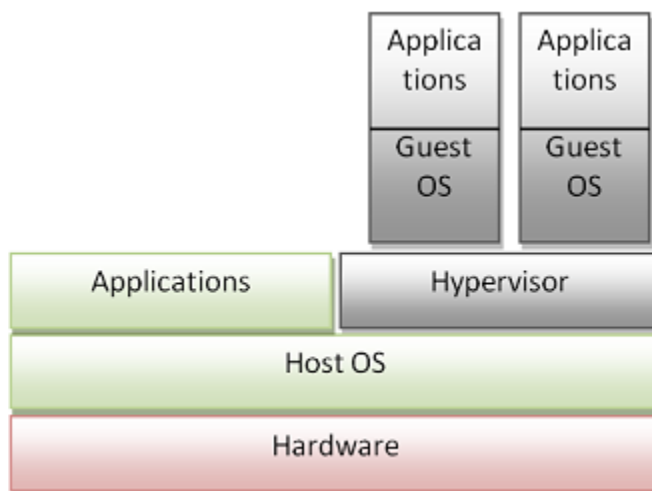 Applica
tions
Guest
OS
Applica
tions
Guest
OS
Applications
Hypervisor
Host OS
Hardware